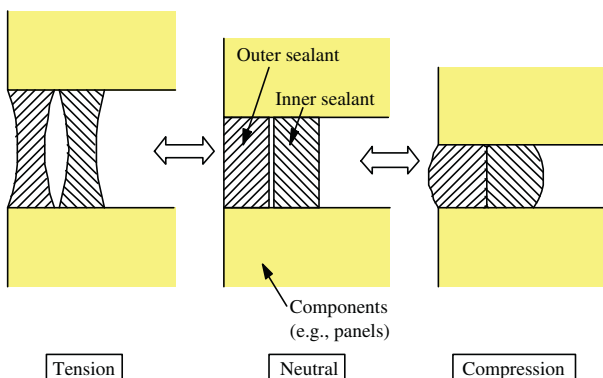 Outer sealant
Inner sealant
Components
(e.g., panels)
Tension
Neutral
Compression